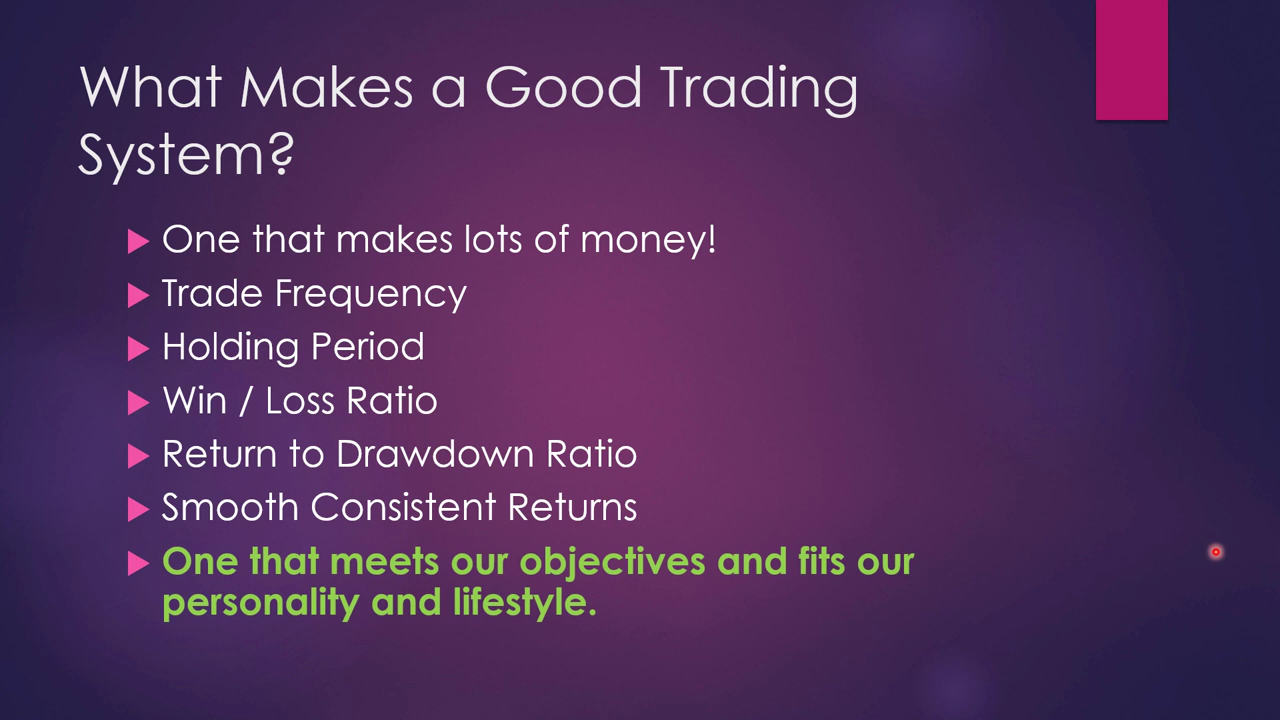 What Makes a Good Trading
System?
One that makes lots of money!
Trade Frequency
Holding Period
Win / Loss Ratio
Return to Drawdown Ratio
Smooth Consistent Returns
One that meets our objectives and fits our
personality and lifestyle.